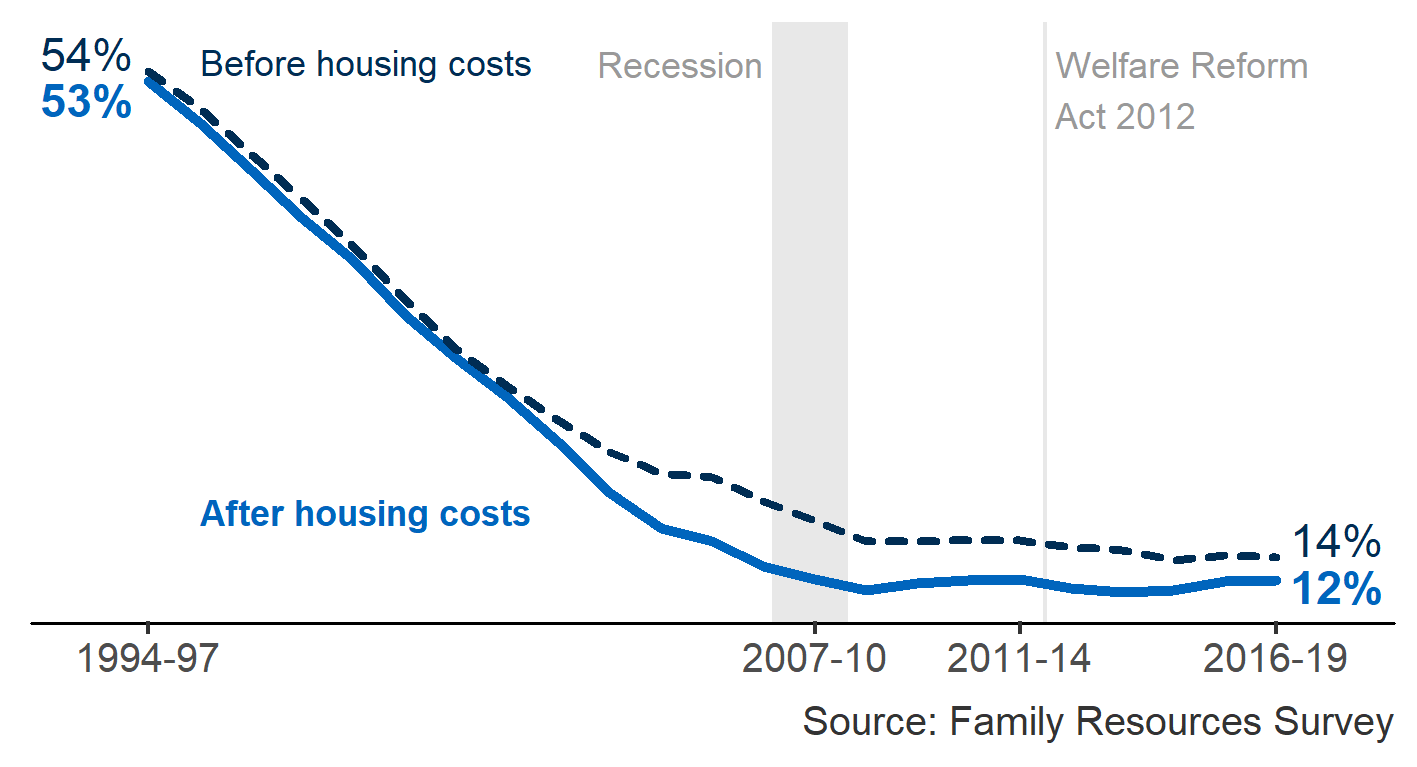 54%
53%
Before housing costs
Recession
Welfare Reform
Act 2012
After housing costs
14%
12%
1994-97
2007-10
2011-14
2016-19
Source: Family Resources Survey